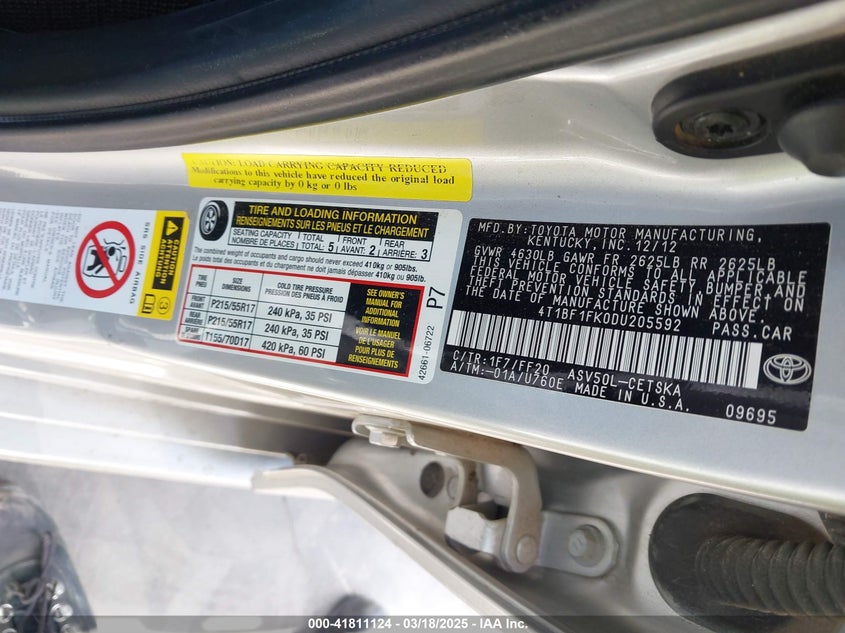 CAUTION: LOAD CARRYING CAPACITY REDUCED
Modifications to this vehicle have reduced the original load
carrying capacity by 0 kg or 0 lbs
SRS SIDE AIRBAG
TIRE AND LOADING INFORMATION
RENSEIGNEMENTS SUR LES PNEUS ET LE CHARGEMENT
SEATING CAPACITY TOTAL FRONT REAR
NOMBRE DE PLACES: TOTAL: 5 AVANT: 2 ARRIÈRE: 3
The combined weight of occupants and cargo should never exceed 410kg or 905lbs.
Le poids total des occupants et du chargement ne doit jamais dépasser 410kg or 905lb.
TIRE PNEU SIZE DIMENSIONS COLD TIRE PRESSURE PRESSION DES PNEUS À FROID
FRONT AVANT P215/55R17 240 kPa, 35 PSI
REAR ARRIÈRE P215/55R17 240 kPa, 35 PSI
SPARE T155/70D17 420 kPa, 60 PSI
SEE OWNER'S
MANUAL FOR
ADDITIONAL
INFORMATION
VOIR LE MANUEL
DE L'USAGER
POUR PLUS DE
RENSEIGNEMENTS
P7
42661-06722
MFD.BY:TOYOTA MOTOR MANUFACTURING,
KENTUCKY, INC. 12/12
GVWR 4630LB GAWR FR 2625LB RR 2625LB
THIS VEHICLE CONFORMS TO ALL APPLICABLE
FEDERAL MOTOR VEHICLE SAFETY, BUMPER, AND
THEFT PREVENTION STANDARDS IN EFFECT
ON THE DATE OF MANUFACTURE SHOWN ABOVE.
4T1BF1FK0DU205592 PASS.CAR
C/TR:1F7/FF20 ASV50L-CETSKA
A/TM:-01A/U760E MADE IN U.S.A.
TOYOTA
09695
000-41811124 - 03/18/2025 - IAA Inc.